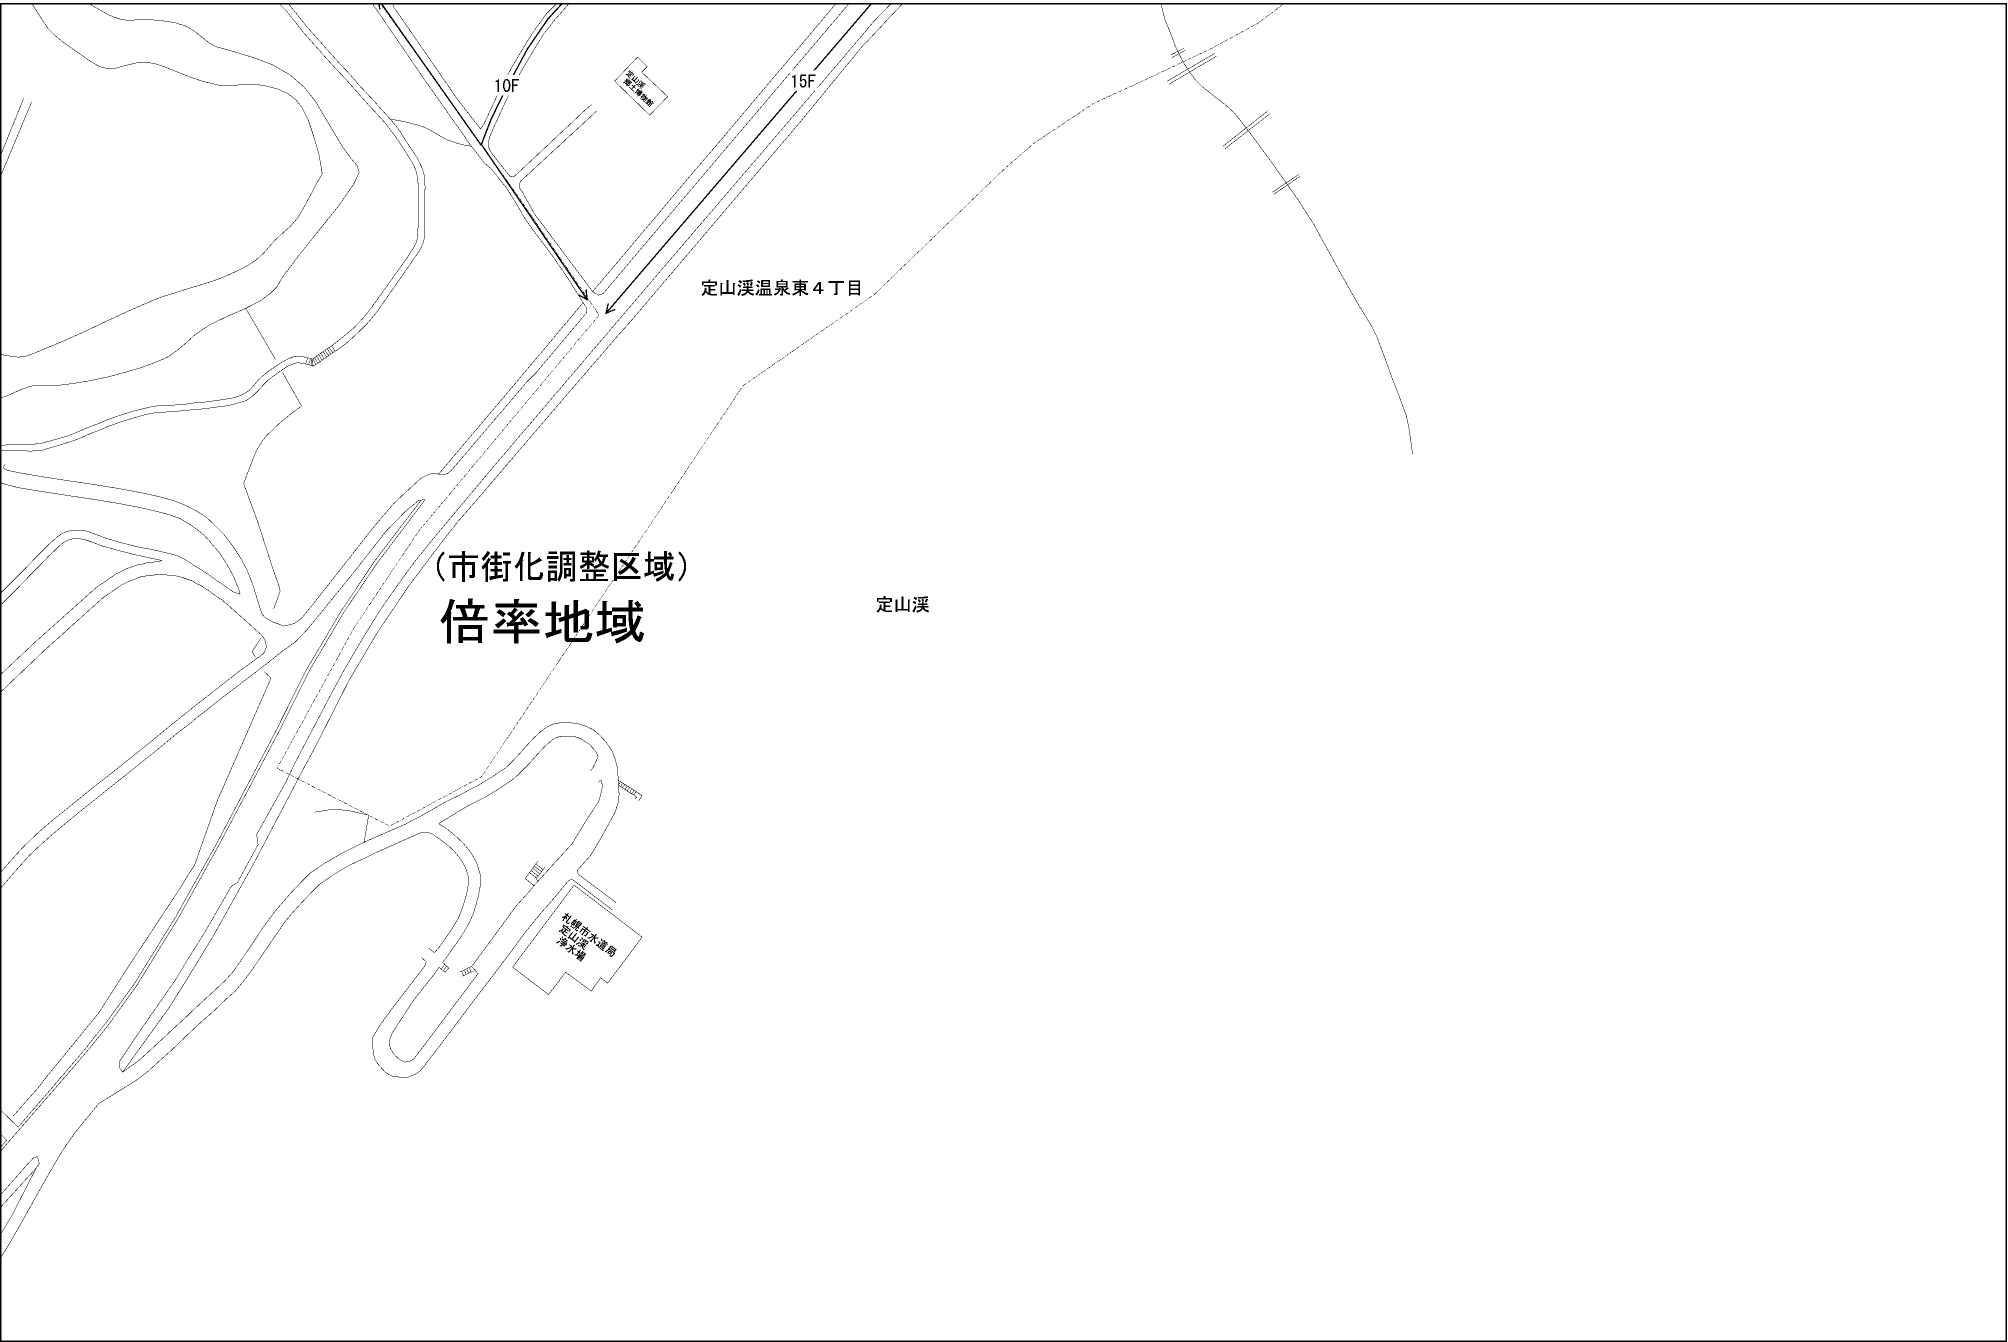 10F
定山渓
郷土博物館
15F
定山渓温泉東４丁目
（市街化調整区域）
倍率地域
定山渓
札幌市水道局
定山渓
浄水場